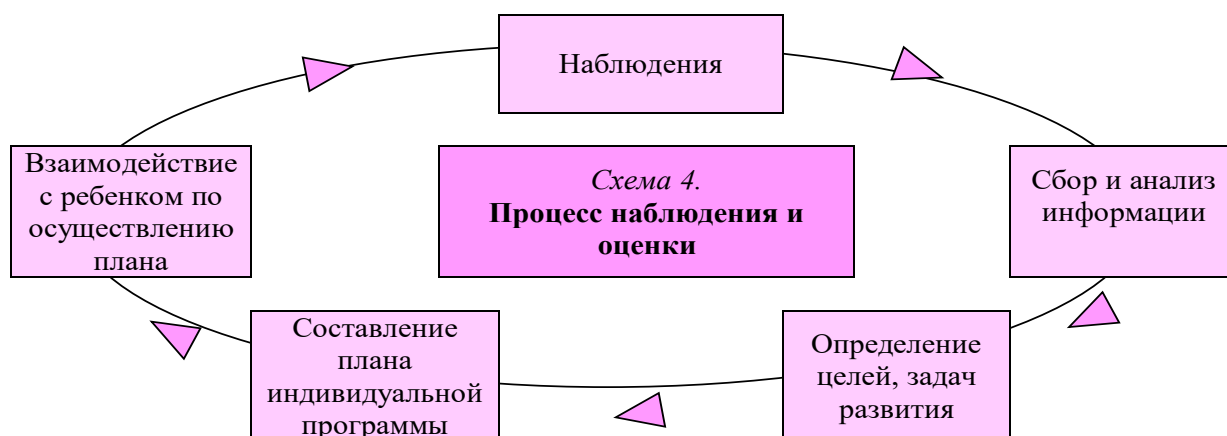 Наблюдения
Взаимодействие
с ребенком по
осуществлению
плана
Схема 4.
Процесс наблюдения и
оценки
Сбор и анализ
информации
Составление
плана
индивидуальной
программы
Определение
целей, задач
развития